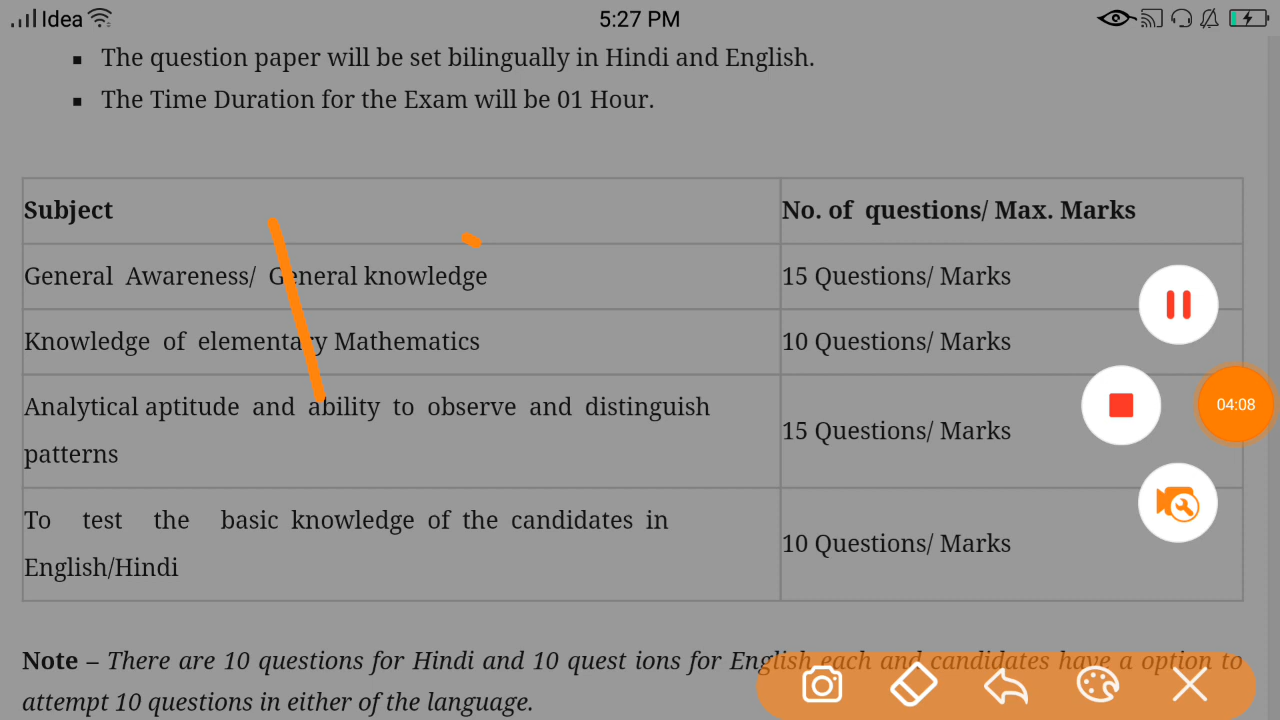 Idea 5:27 PM
▪ The question paper will be set bilingually in Hindi and English.
▪ The Time Duration for the Exam will be 01 Hour.
Subject No. of questions/ Max. Marks
General Awareness/ General knowledge 15 Questions/ Marks
Knowledge of elementary Mathematics 10 Questions/ Marks
Analytical aptitude and ability to observe and distinguish
patterns 15 Questions/ Marks
04:08
To test the basic knowledge of the candidates in
English/Hindi 10 Questions/ Marks
Note – There are 10 questions for Hindi and 10 quest ions for English each and candidates have a option to
attempt 10 questions in either of the language.